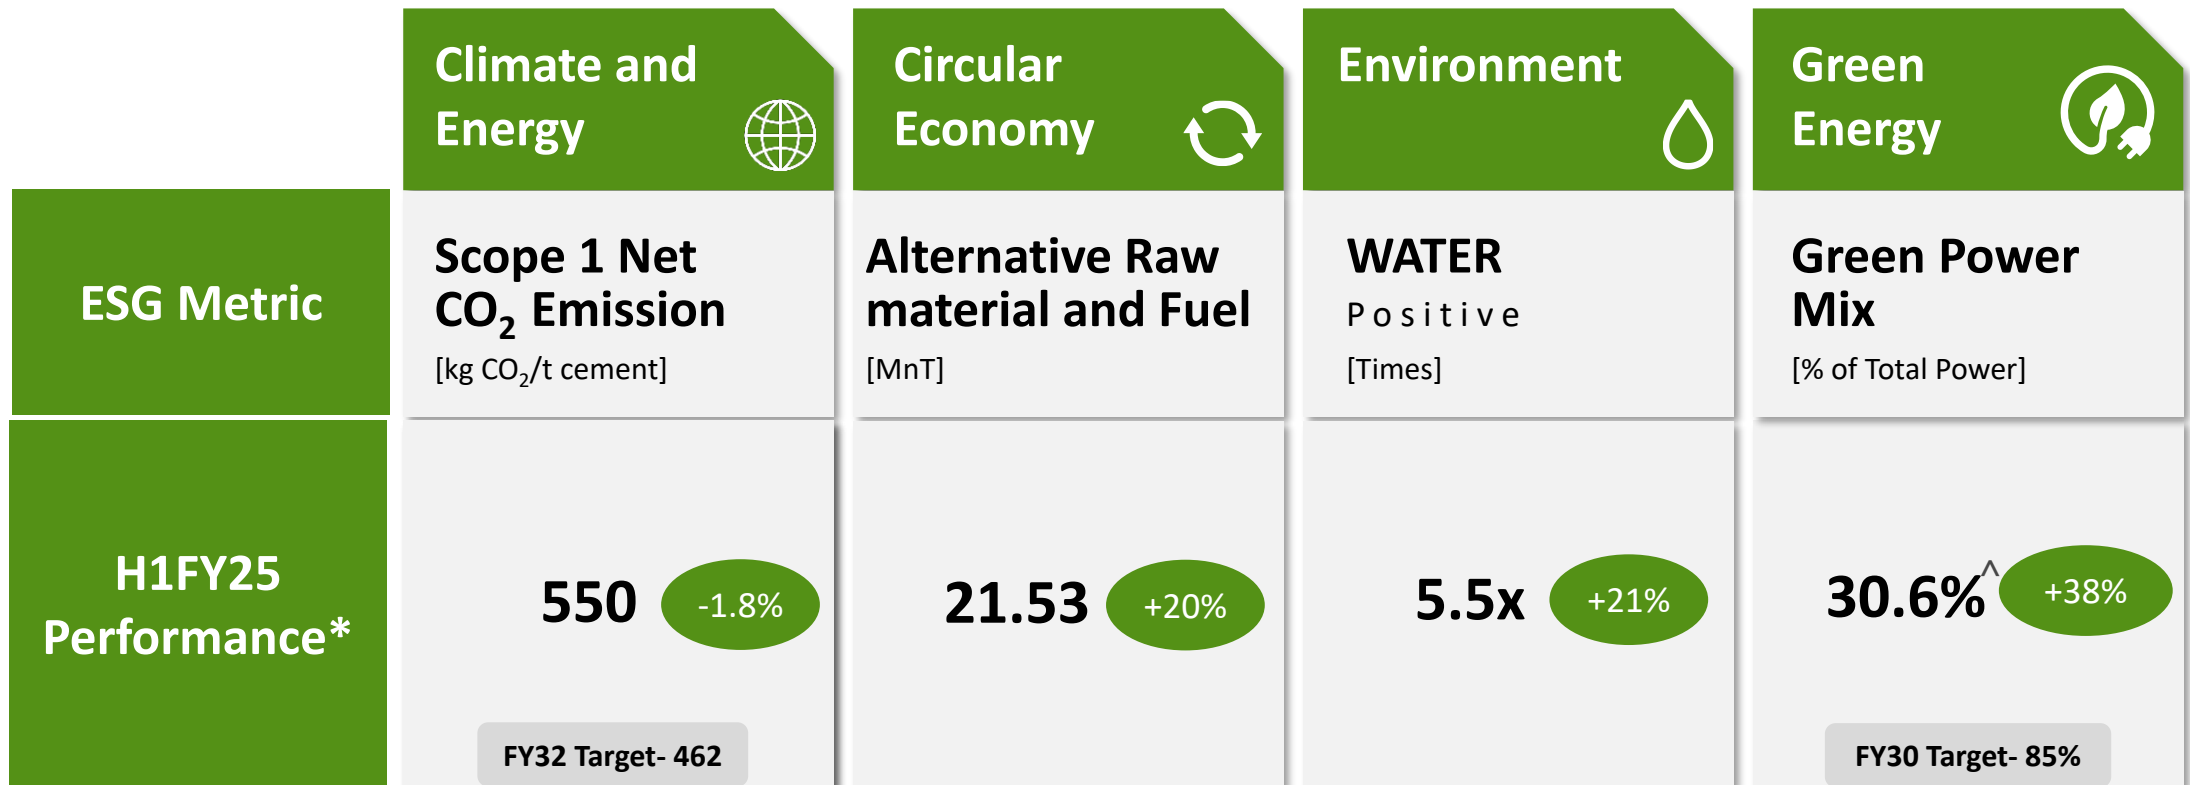 Climate and
Energy
Circular
Economy
Environment
Green
Energy
ESG Metric
Scope 1 Net
CO₂ Emission
[kg CO₂/t cement]
Alternative Raw
material and Fuel
[MnT]
WATER
Positive
[Times]
Green Power
Mix
[% of Total Power]
H1FY25
Performance*
550 -1.8%
FY32 Target- 462
21.53 +20%
5.5x +21%
30.6%^ +38%
FY30 Target- 85%